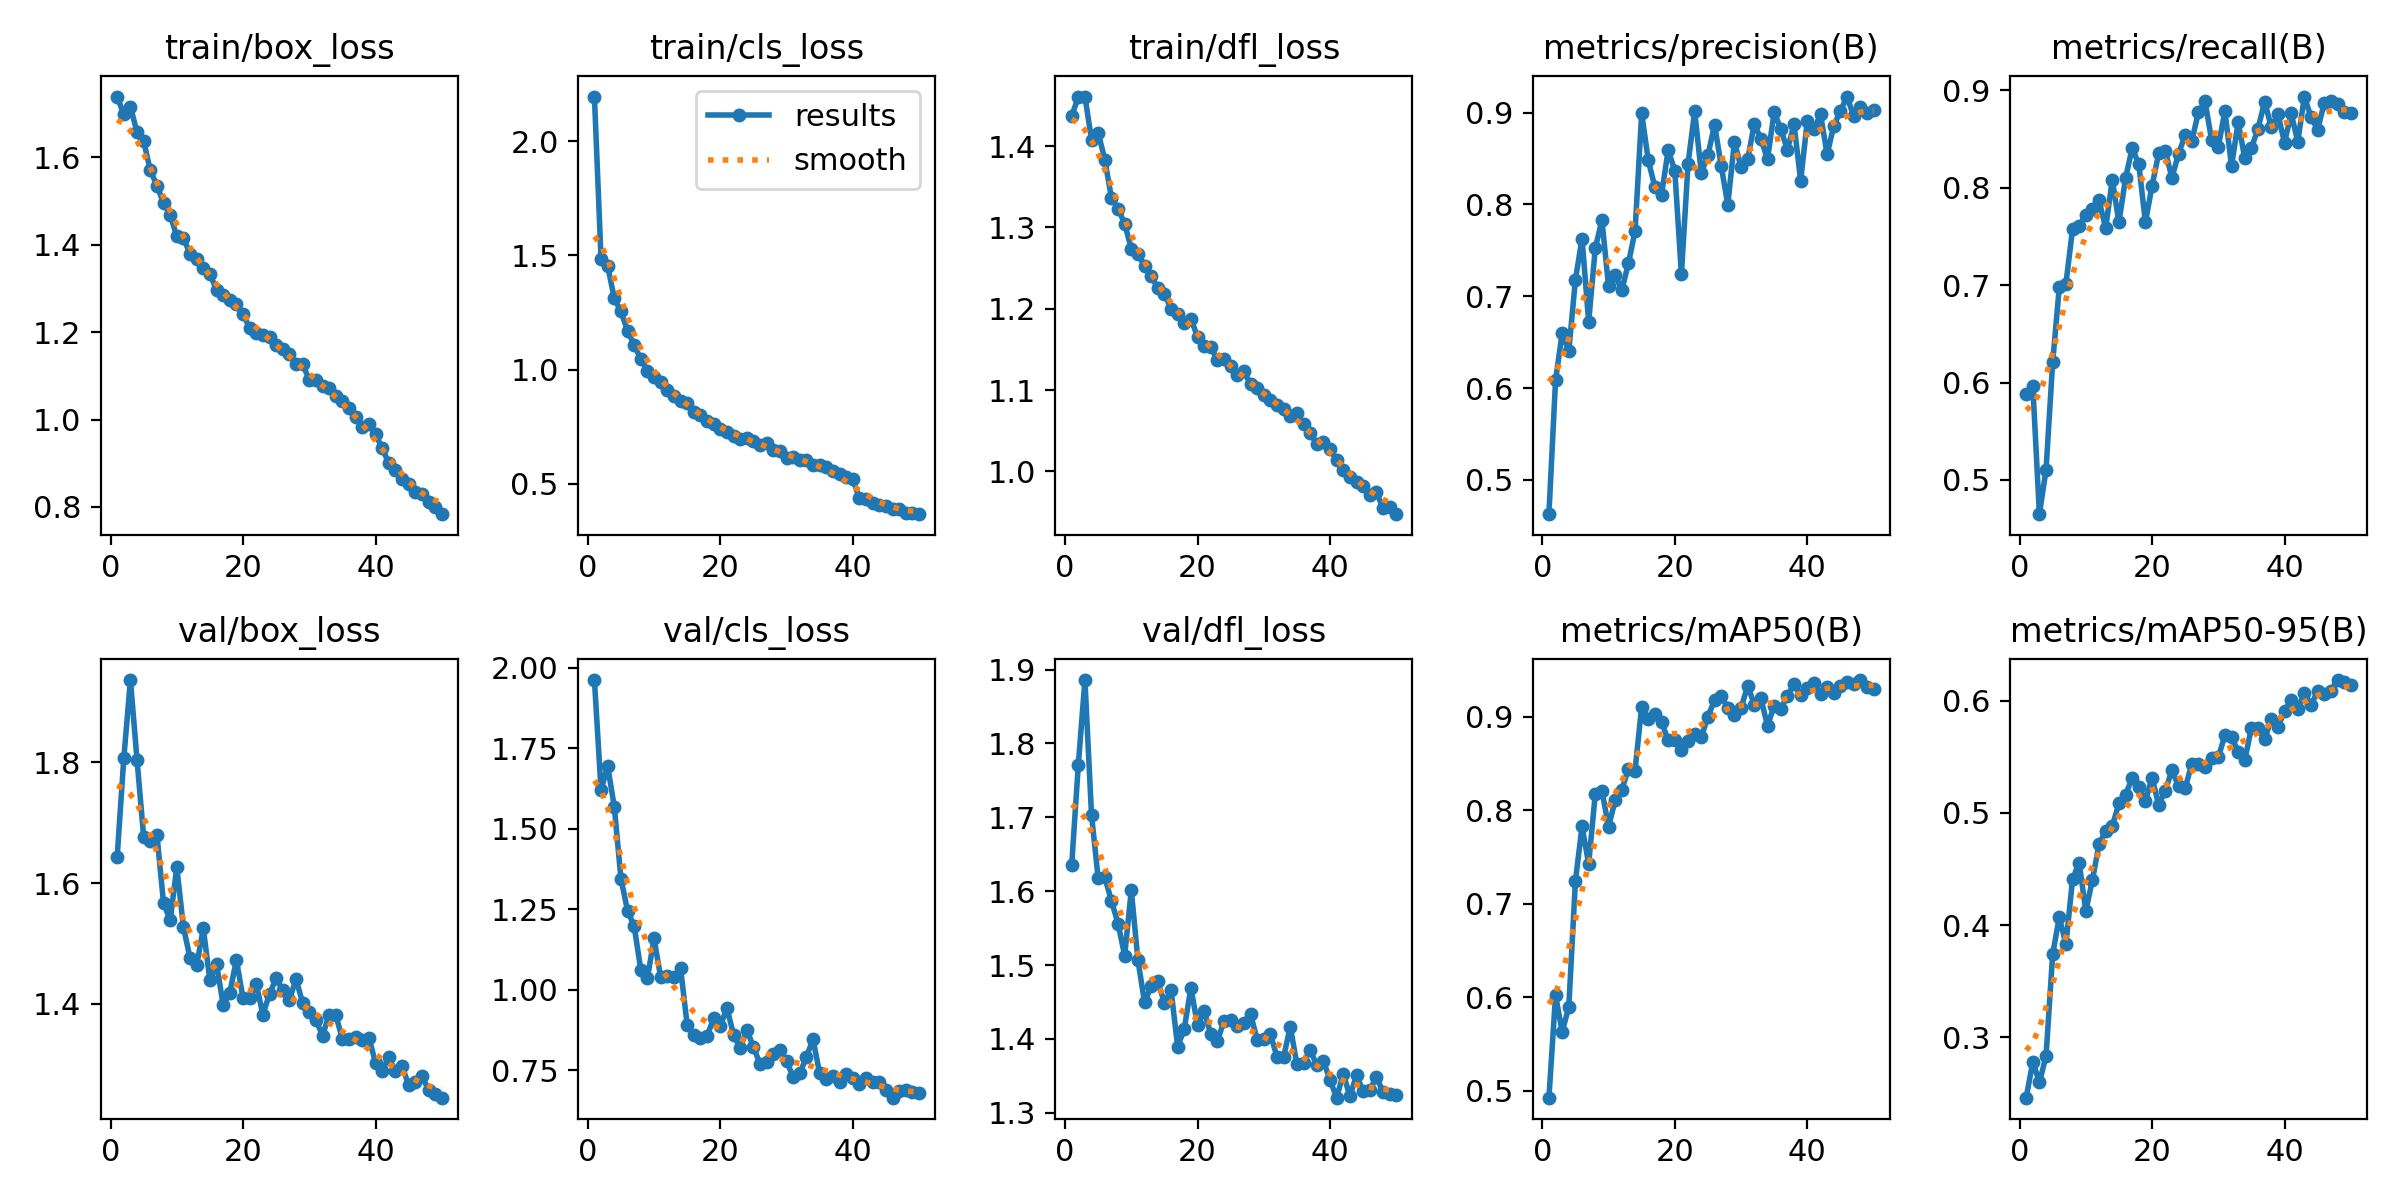 train/box_loss
1.6
1.4
1.2
1.0
0.8
0 20 40
train/cls_loss
results
smooth
2.0
1.5
1.0
0.5
0 20 40
train/dfl_loss
1.4
1.3
1.2
1.1
1.0
0 20 40
metrics/precision(B)
0.9
0.8
0.7
0.6
0.5
0 20 40
metrics/recall(B)
0.9
0.8
0.7
0.6
0.5
0 20 40
val/box_loss
1.8
1.6
1.4
0 20 40
val/cls_loss
2.00
1.75
1.50
1.25
1.00
0.75
0 20 40
val/dfl_loss
1.9
1.8
1.7
1.6
1.5
1.4
1.3
0 20 40
metrics/mAP50(B)
0.9
0.8
0.7
0.6
0.5
0 20 40
metrics/mAP50-95(B)
0.6
0.5
0.4
0.3
0 20 40